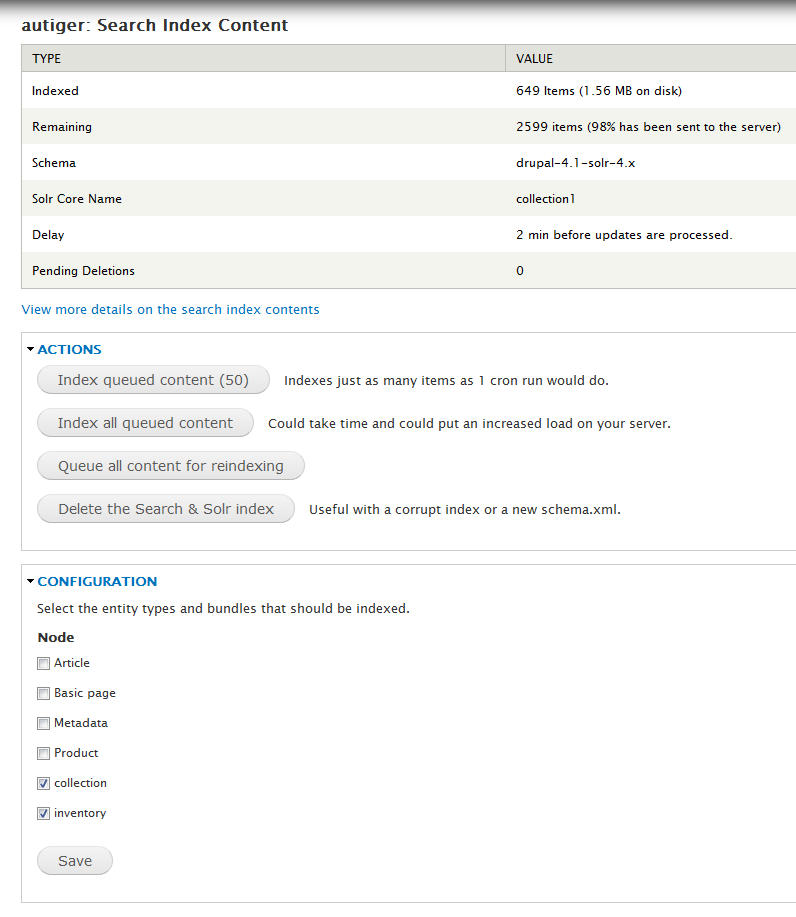 autiger: Search Index Content
TYPE VALUE
Indexed 649 Items (1.56 MB on disk)
Remaining 2599 items (98% has been sent to the server)
Schema drupal-4.1-solr-4.x
Solr Core Name collection1
Delay 2 min before updates are processed.
Pending Deletions 0
View more details on the search index contents
ACTIONS
Index queued content (50) Indexes just as many items as 1 cron run would do.
Index all queued content Could take time and could put an increased load on your server.
Queue all content for reindexing
Delete the Search & Solr index Useful with a corrupt index or a new schema.xml.
CONFIGURATION
Select the entity types and bundles that should be indexed.
Node
Article
Basic page
Metadata
Product
collection
inventory
Save